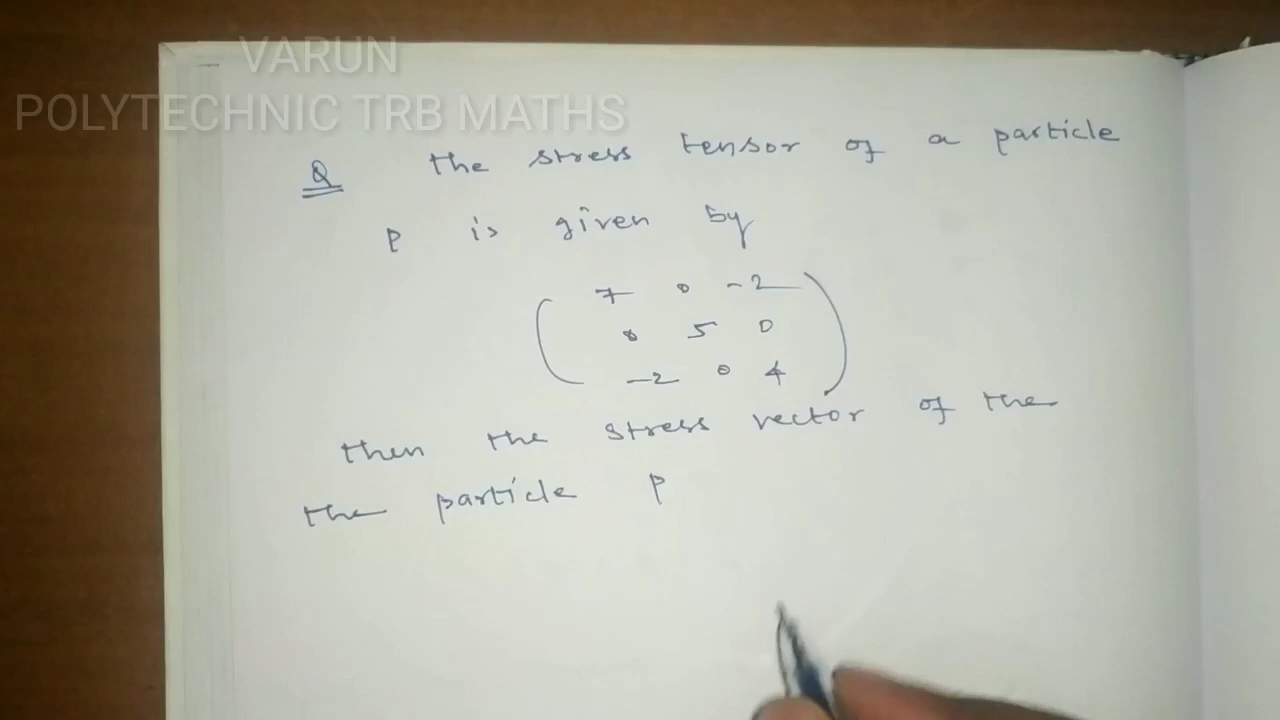 VARUN
POLYTECHNIC TRB MATHS
Q the stress tensor of a particle
P is given by
7 0 -2
0 5 0
-2 0 4
then the stress vector of the
the particle P